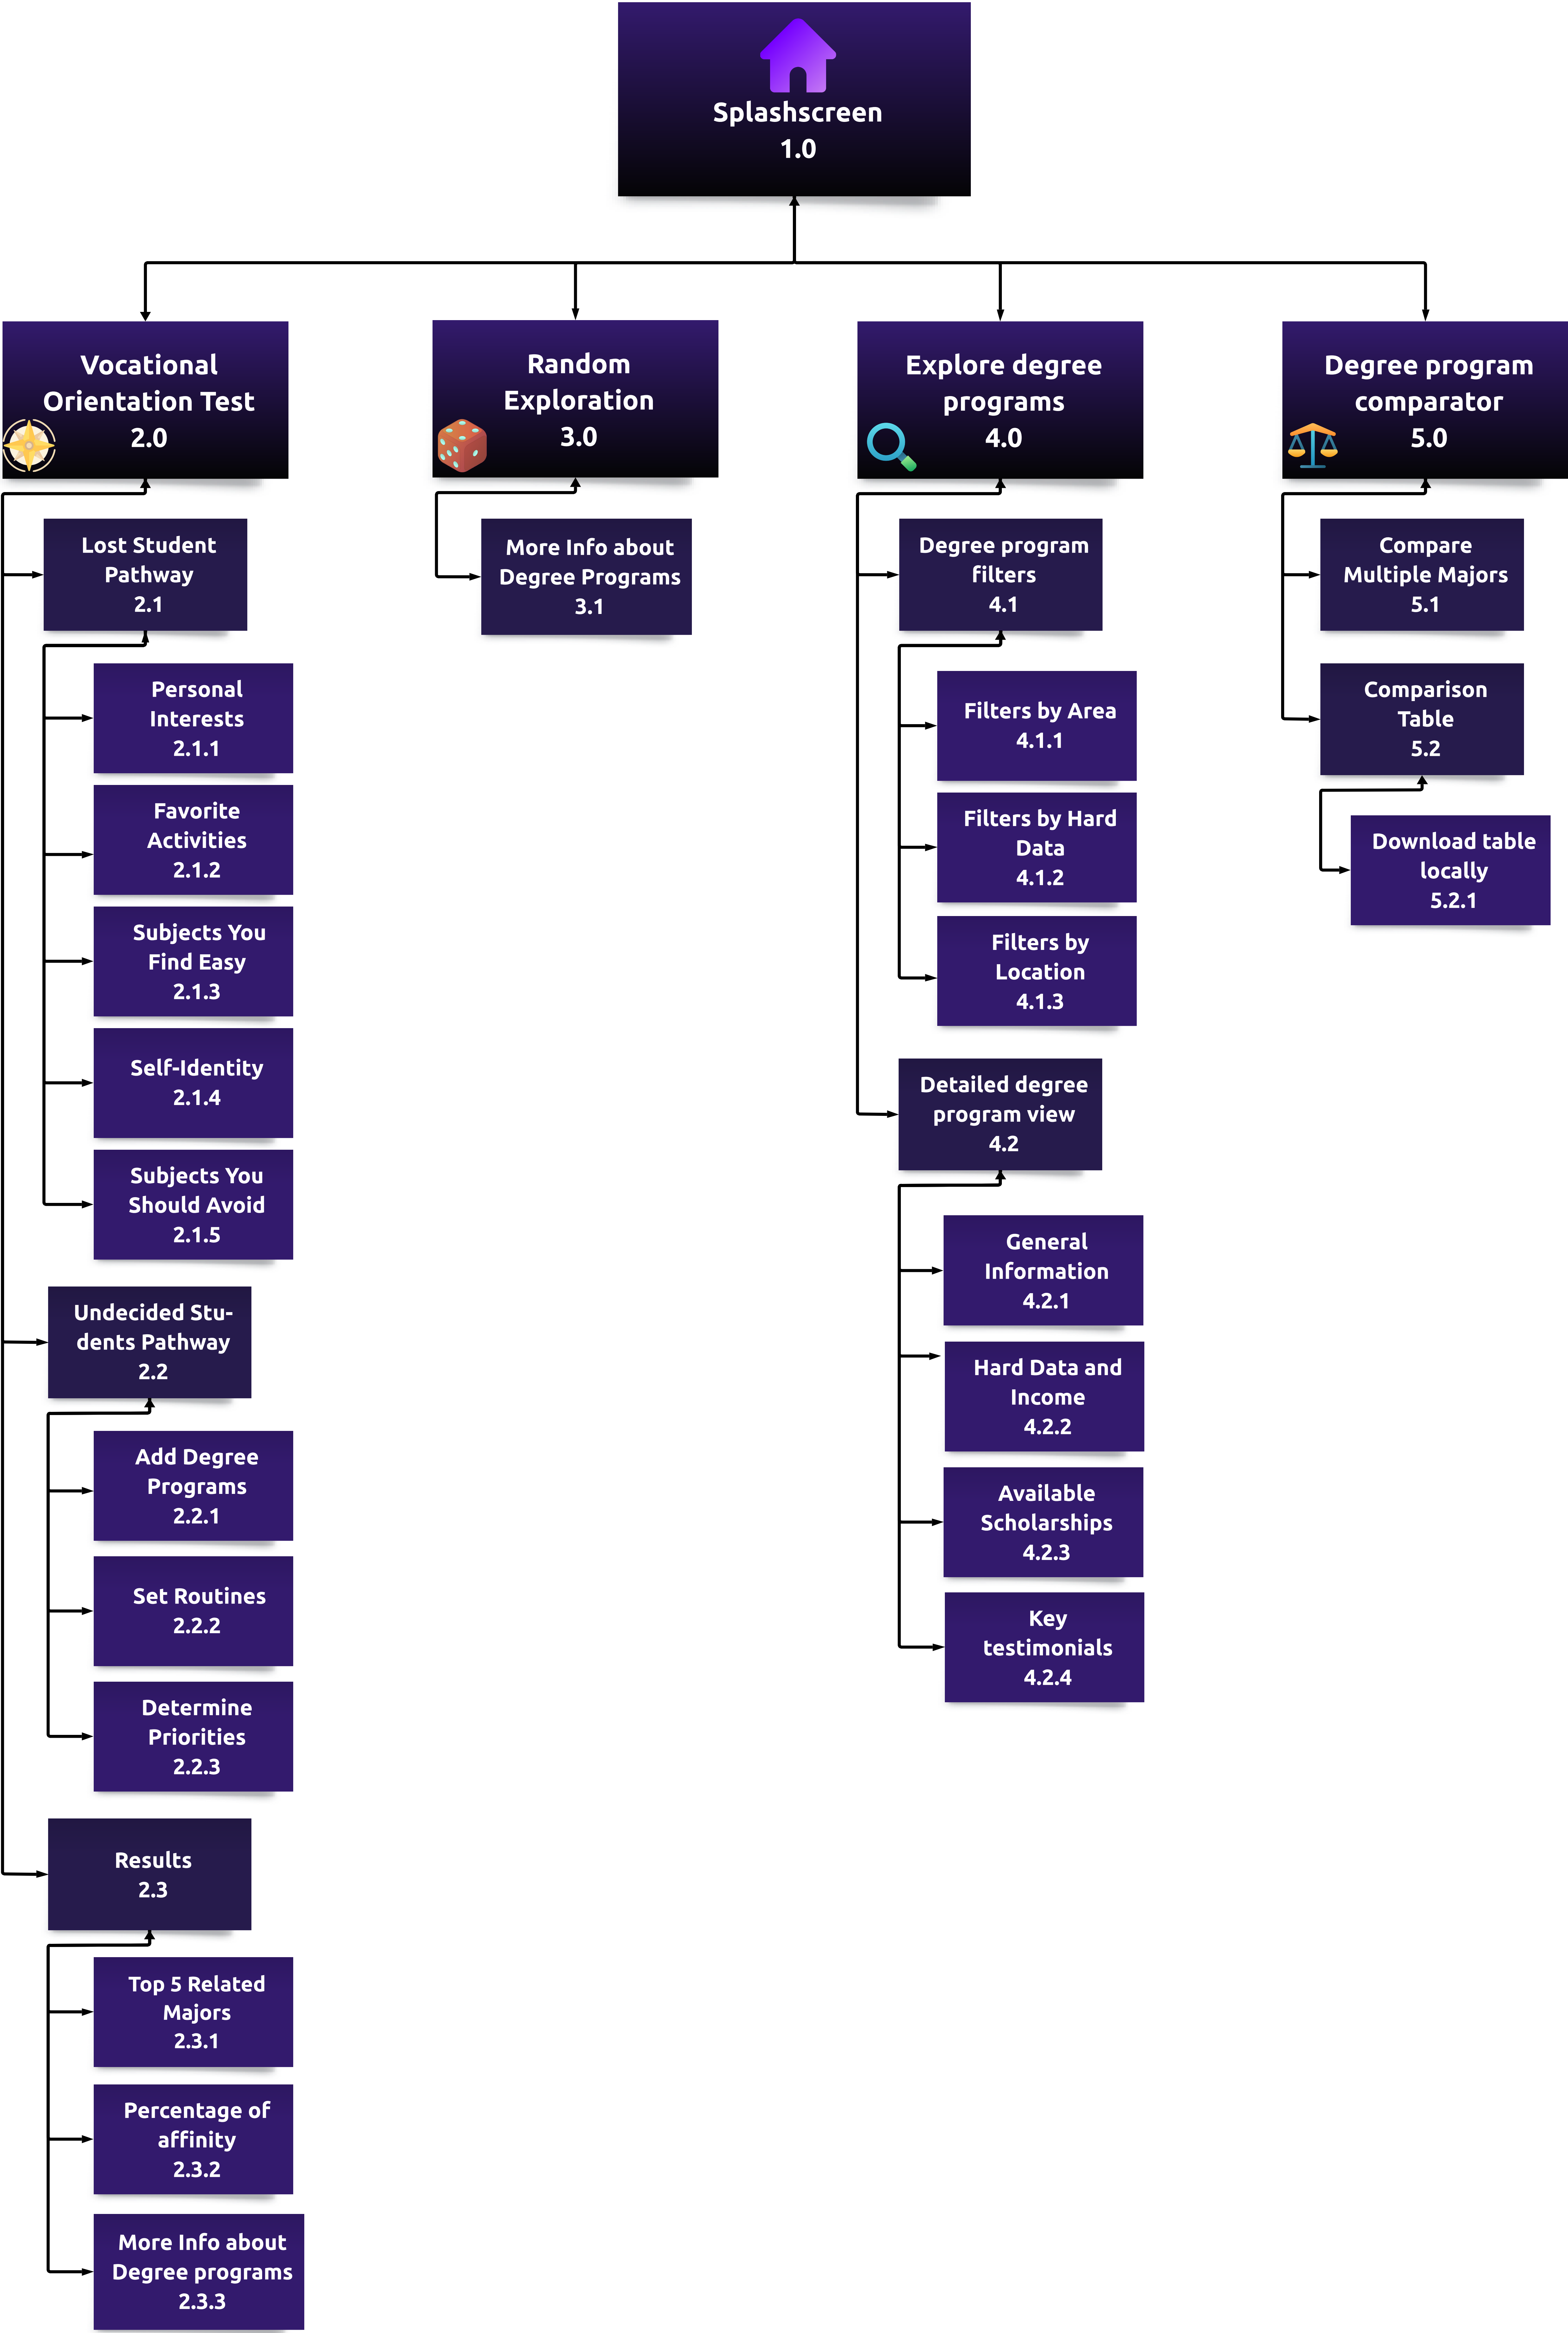 Splashscreen
1.0
Vocational
Orientation Test
2.0
Random
Exploration
3.0
Explore degree
programs
4.0
Degree program
comparator
5.0
Lost Student
Pathway
2.1
Personal
Interests
2.1.1
Favorite
Activities
2.1.2
Subjects You
Find Easy
2.1.3
Self-Identity
2.1.4
Subjects You
Should Avoid
2.1.5
Undecided Stu-
dents Pathway
2.2
Add Degree
Programs
2.2.1
Set Routines
2.2.2
Determine
Priorities
2.2.3
Results
2.3
Top 5 Related
Majors
2.3.1
Percentage of
affinity
2.3.2
More Info about
Degree programs
2.3.3
More Info about
Degree Programs
3.1
Degree program
filters
4.1
Filters by Area
4.1.1
Filters by Hard
Data
4.1.2
Filters by
Location
4.1.3
Detailed degree
program view
4.2
General
Information
4.2.1
Hard Data and
Income
4.2.2
Available
Scholarships
4.2.3
Key
testimonials
4.2.4
Compare
Multiple Majors
5.1
Comparison
Table
5.2
Download table
locally
5.2.1